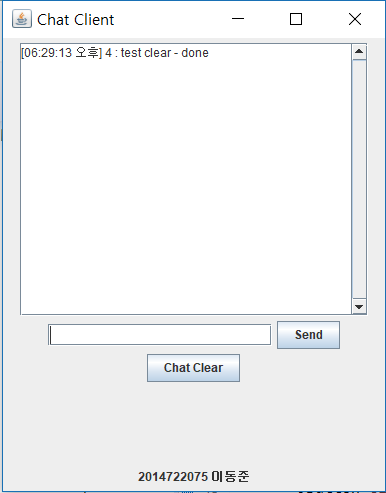 Chat Client
[06:29:13 오후] 4 : test clear - done
Send
Chat Clear
2014722075 이동준